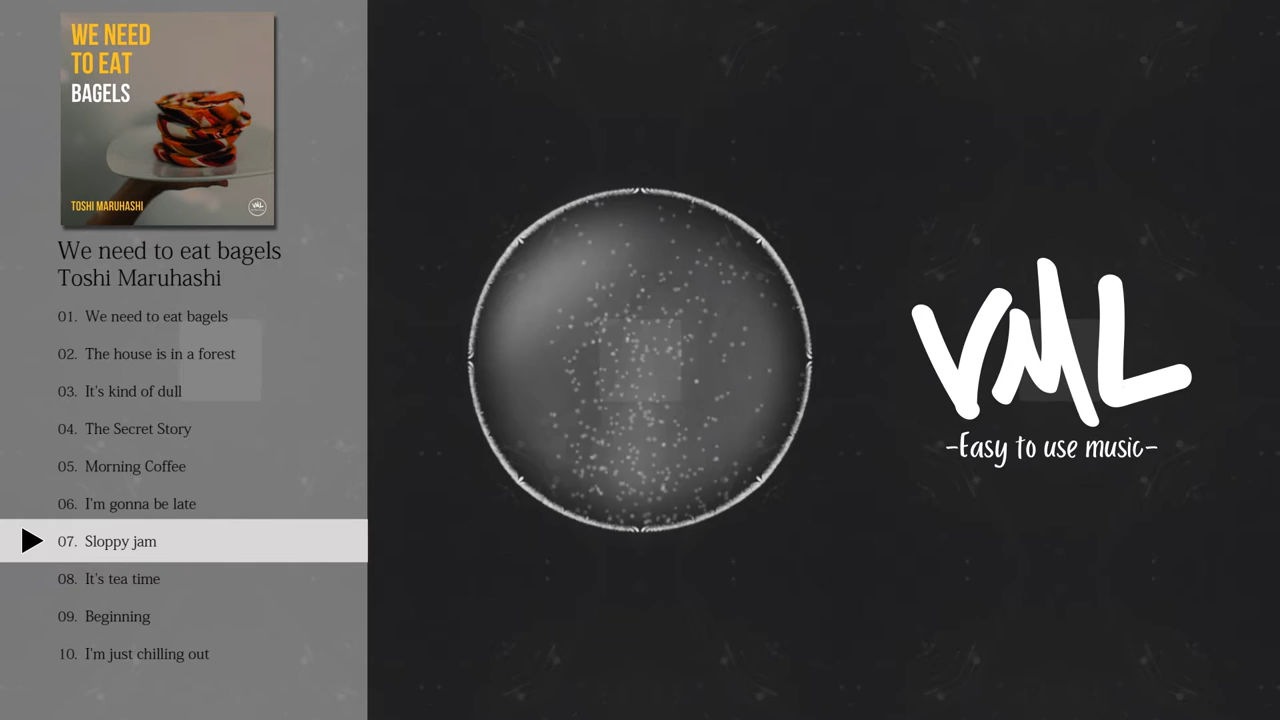 WE NEED
TO EAT
BAGELS
TOSHI MARUHASHI
VML
We need to eat bagels
Toshi Maruhashi
01. We need to eat bagels
02. The house is in a forest
03. It's kind of dull
04. The Secret Story
05. Morning Coffee
06. I'm gonna be late
07. Sloppy jam
08. It's tea time
09. Beginning
10. I'm just chilling out
VML
-Easy to use music-